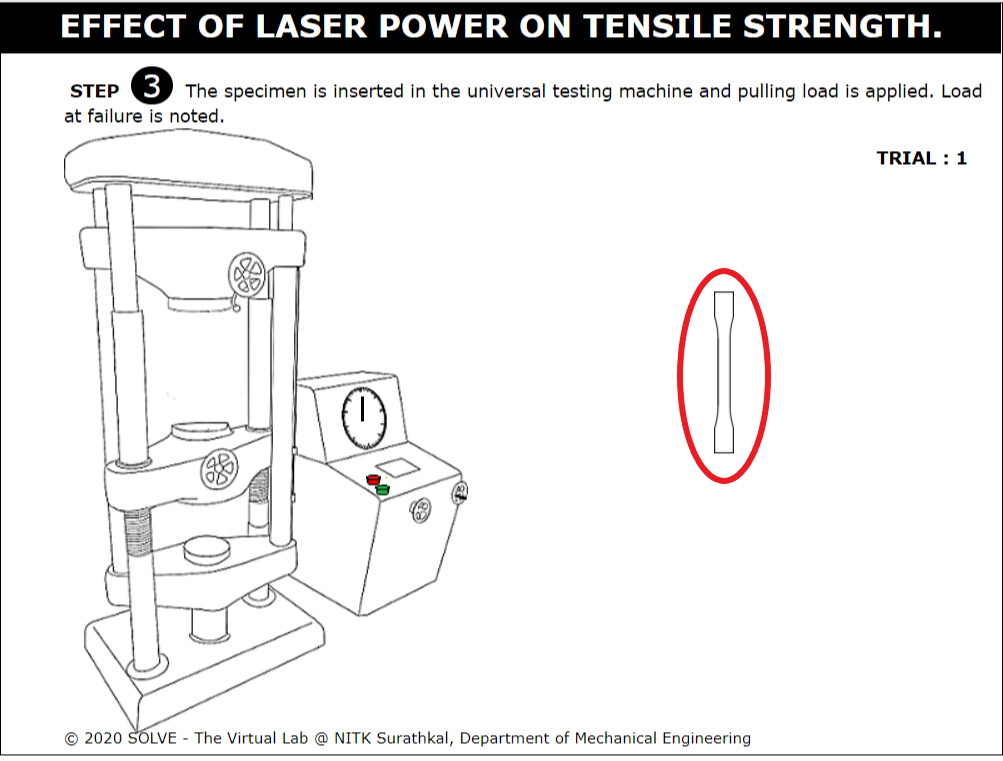 EFFECT OF LASER POWER ON TENSILE STRENGTH.
STEP 3 The specimen is inserted in the universal testing machine and pulling load is applied. Load
at failure is noted.
TRIAL : 1
© 2020 SOLVE - The Virtual Lab @ NITK Surathkal, Department of Mechanical Engineering